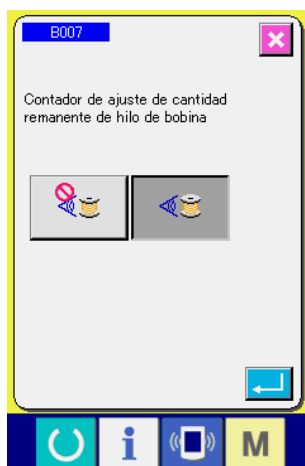 B007
Contador de ajuste de cantidad
remanente de hilo de bobina
i
M